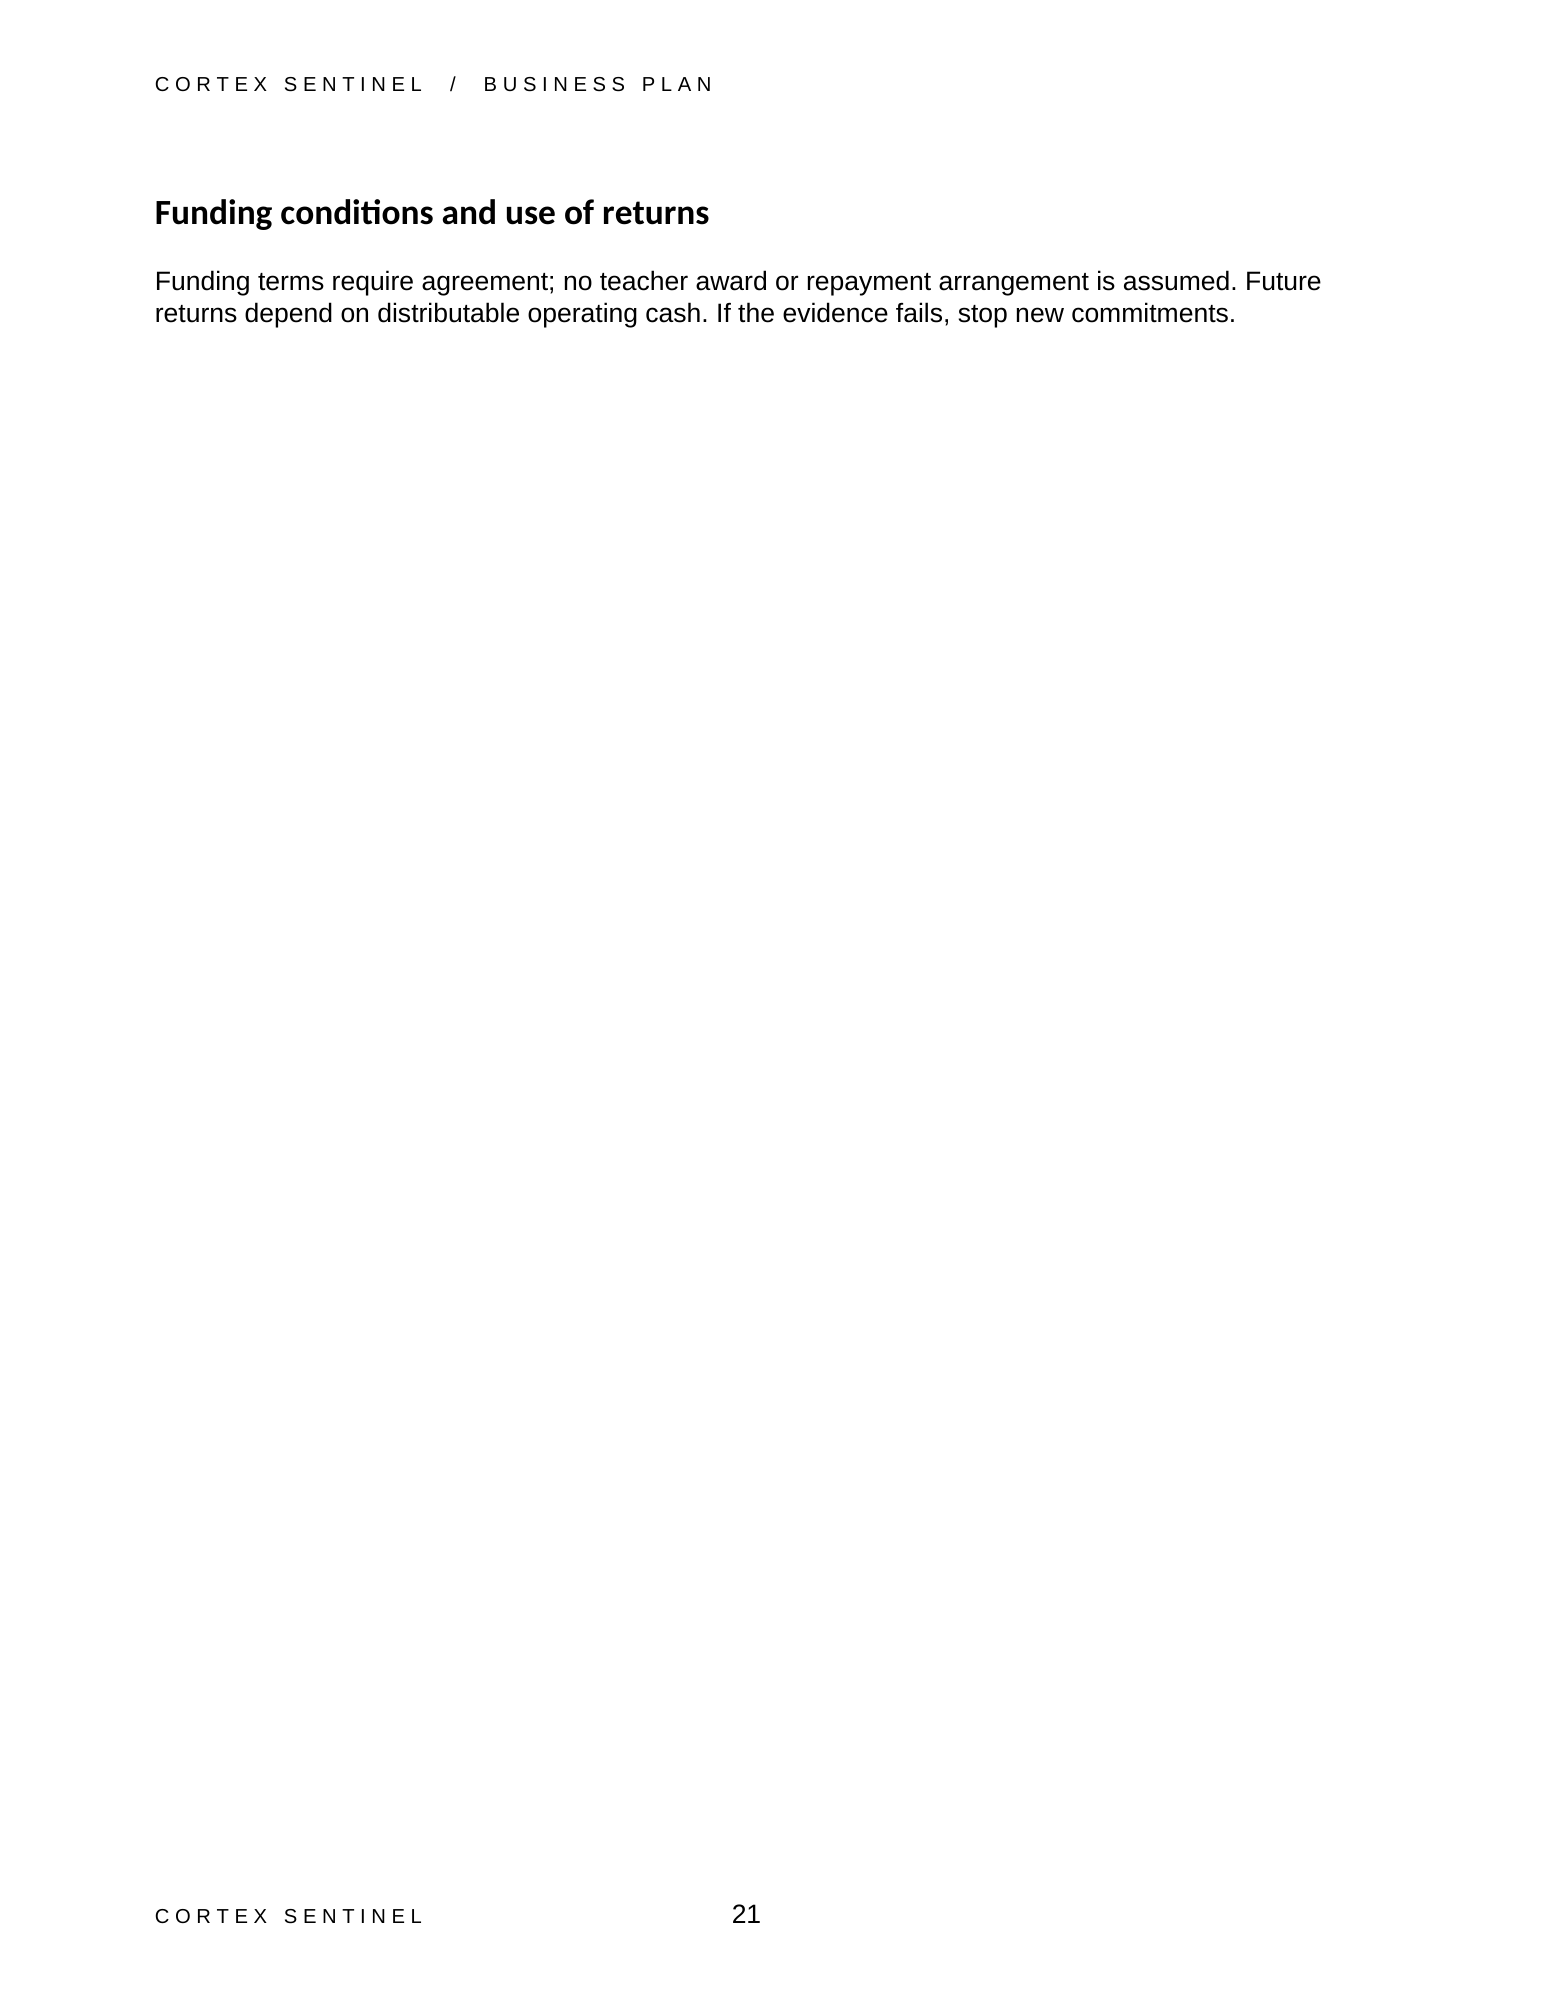 CORTEX SENTINEL / BUSINESS PLAN
Funding conditions and use of returns
Funding terms require agreement; no teacher award or repayment arrangement is assumed. Future
returns depend on distributable operating cash. If the evidence fails, stop new commitments.
CORTEX SENTINEL 21